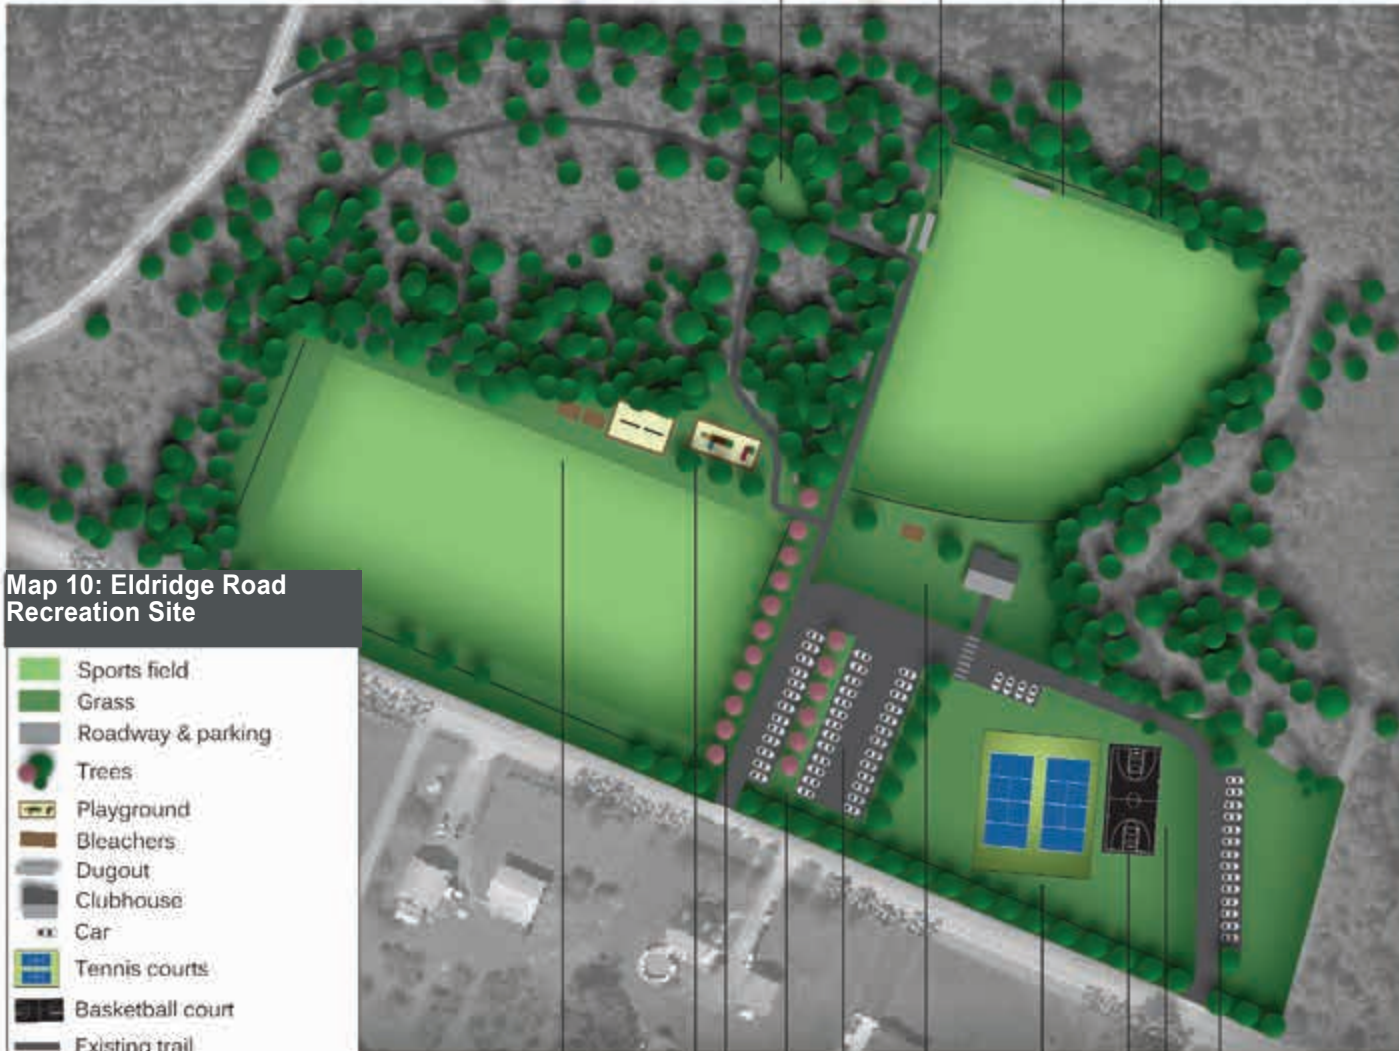 Map 10: Eldridge Road
Recreation Site
Sports field
Grass
Roadway & parking
Trees
Playground
Bleachers
Dugout
Clubhouse
Car
Tennis courts
Basketball court
Existing trail